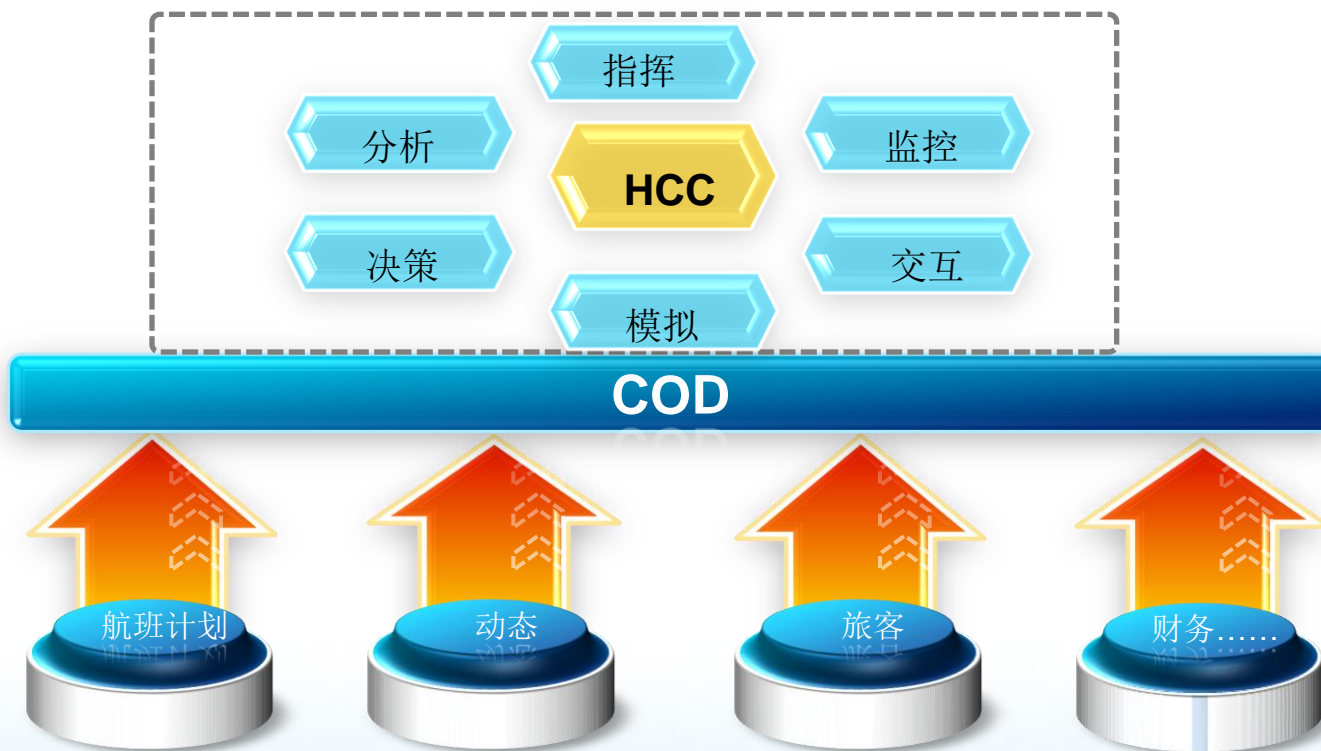 指挥
分析
监控
HCC
决策
交互
模拟
COD
航班计划
动态
旅客
财务......